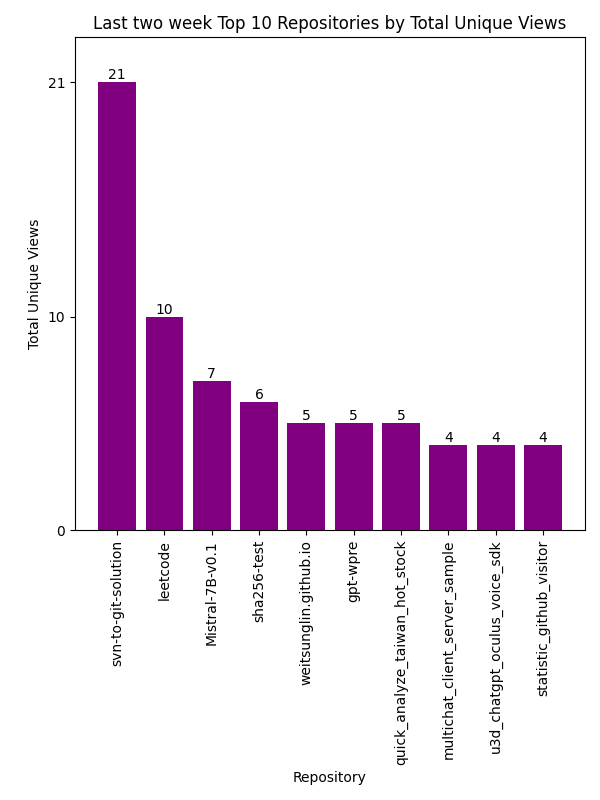 Last two week Top 10 Repositories by Total Unique Views
Total Unique Views
21
10
0
21
10
7
6
5
5
5
4
4
4
svn-to-git-solution
leetcode
Mistral-7B-v0.1
sha256-test
weitsunglin.github.io
gpt-wpre
quick_analyze_taiwan_hot_stock
multichat_client_server_sample
u3d_chatgpt_oculus_voice_sdk
statistic_github_visitor
Repository